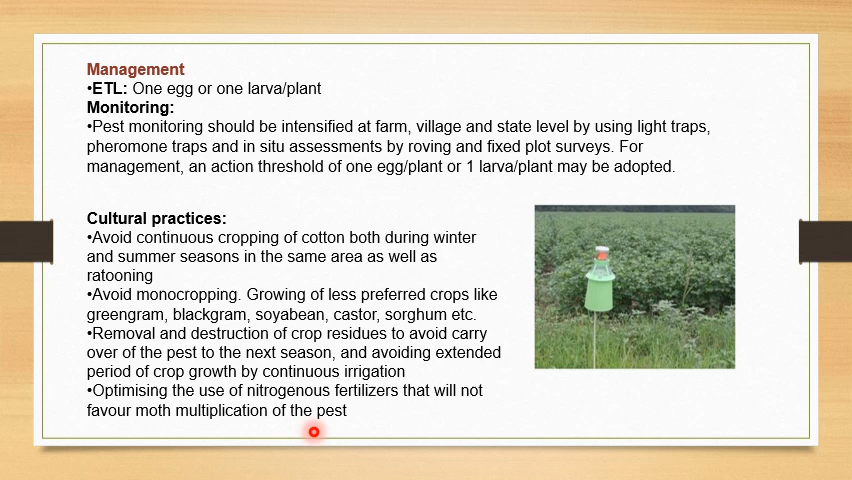 Management
•ETL: One egg or one larva/plant
Monitoring:
•Pest monitoring should be intensified at farm, village and state level by using light traps,
pheromone traps and in situ assessments by roving and fixed plot surveys. For
management, an action threshold of one egg/plant or 1 larva/plant may be adopted.
Cultural practices:
•Avoid continuous cropping of cotton both during winter
and summer seasons in the same area as well as
ratooning
•Avoid monocropping. Growing of less preferred crops like
greengram, blackgram, soyabean, castor, sorghum etc.
•Removal and destruction of crop residues to avoid carry
over of the pest to the next season, and avoiding extended
period of crop growth by continuous irrigation
•Optimising the use of nitrogenous fertilizers that will not
favour moth multiplication of the pest